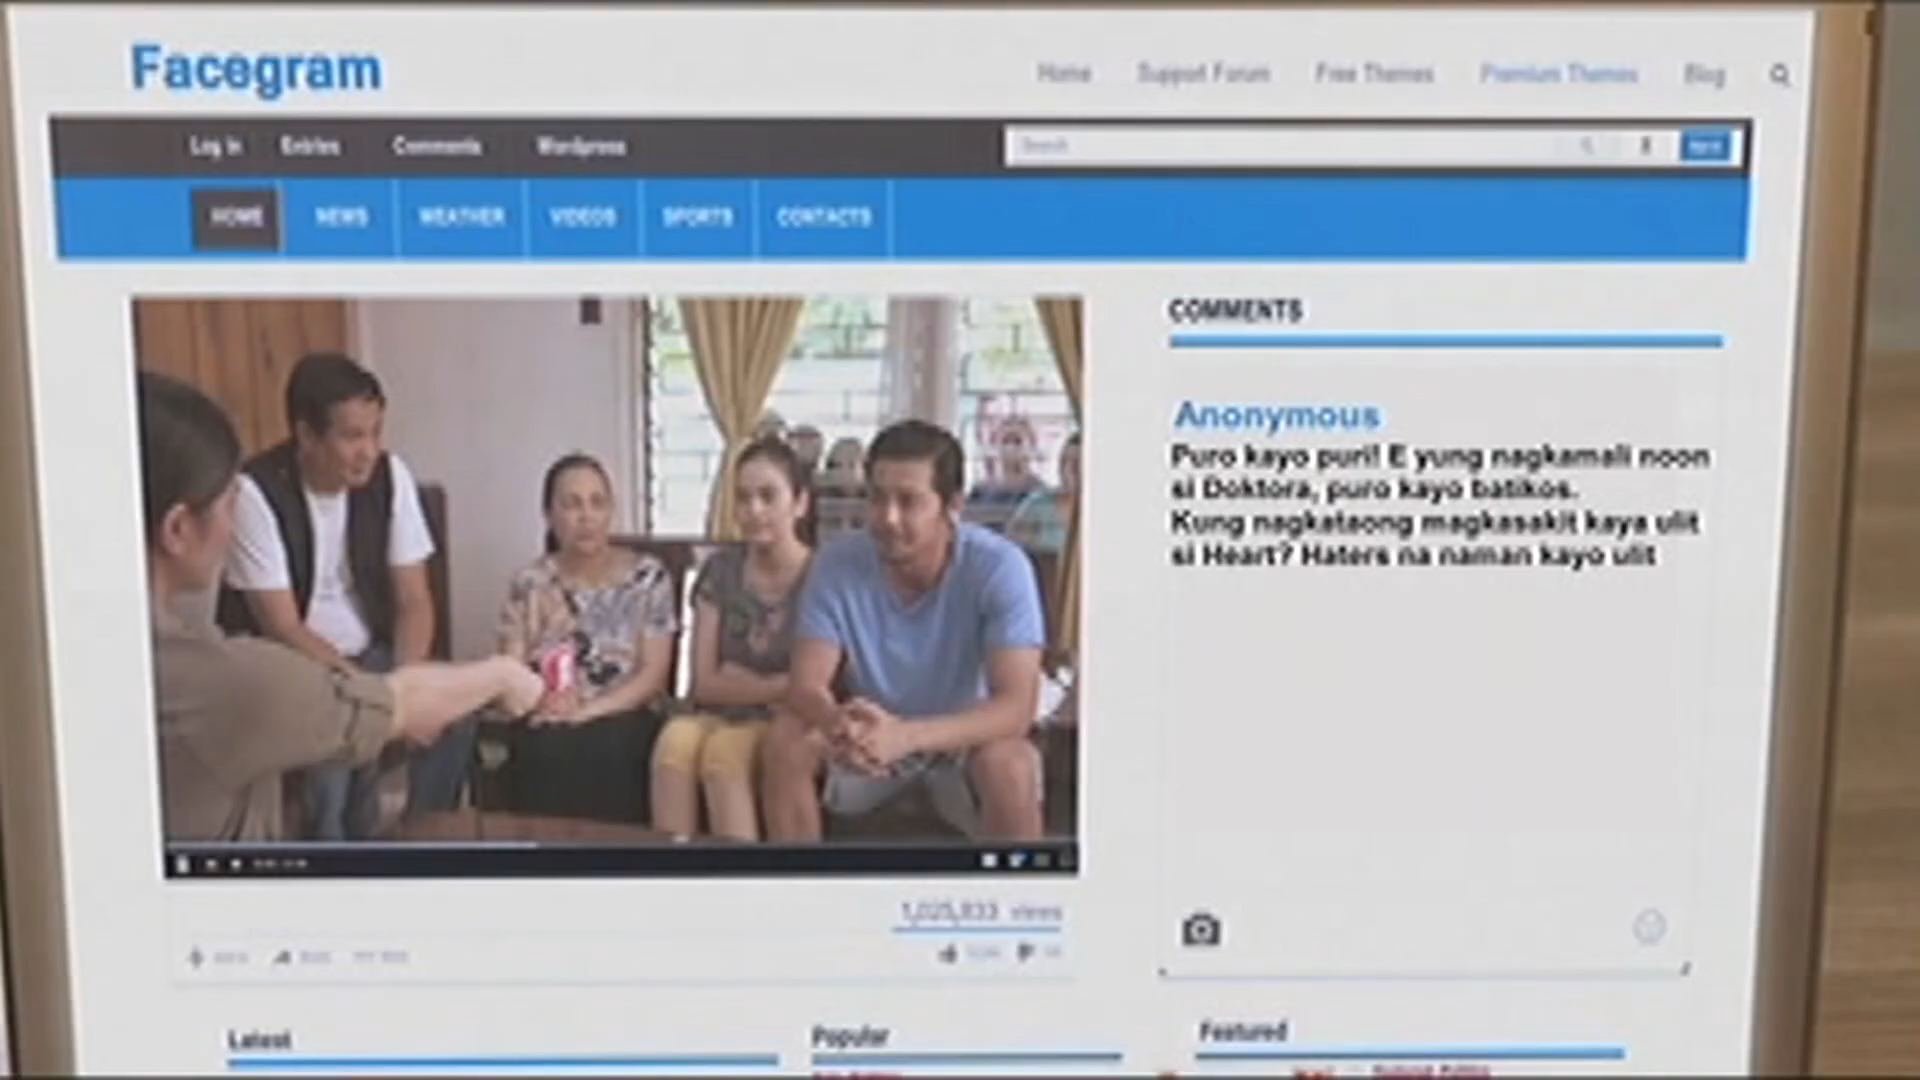 Facegram
Home Support Forum Free Themes Premium Themes Blog
Log in Entries Comments Wordpress
Search
HOME NEWS WEATHER VIDEOS SPORTS CONTACTS
COMMENTS
Anonymous
Puro kayo puri! E yung nagkamali noon
si Doktora, puro kayo batikos.
Kung nagkataong magkasakit kaya ulit
si Heart? Haters na naman kayo ulit
1,025,833 views
Latest Popular Featured